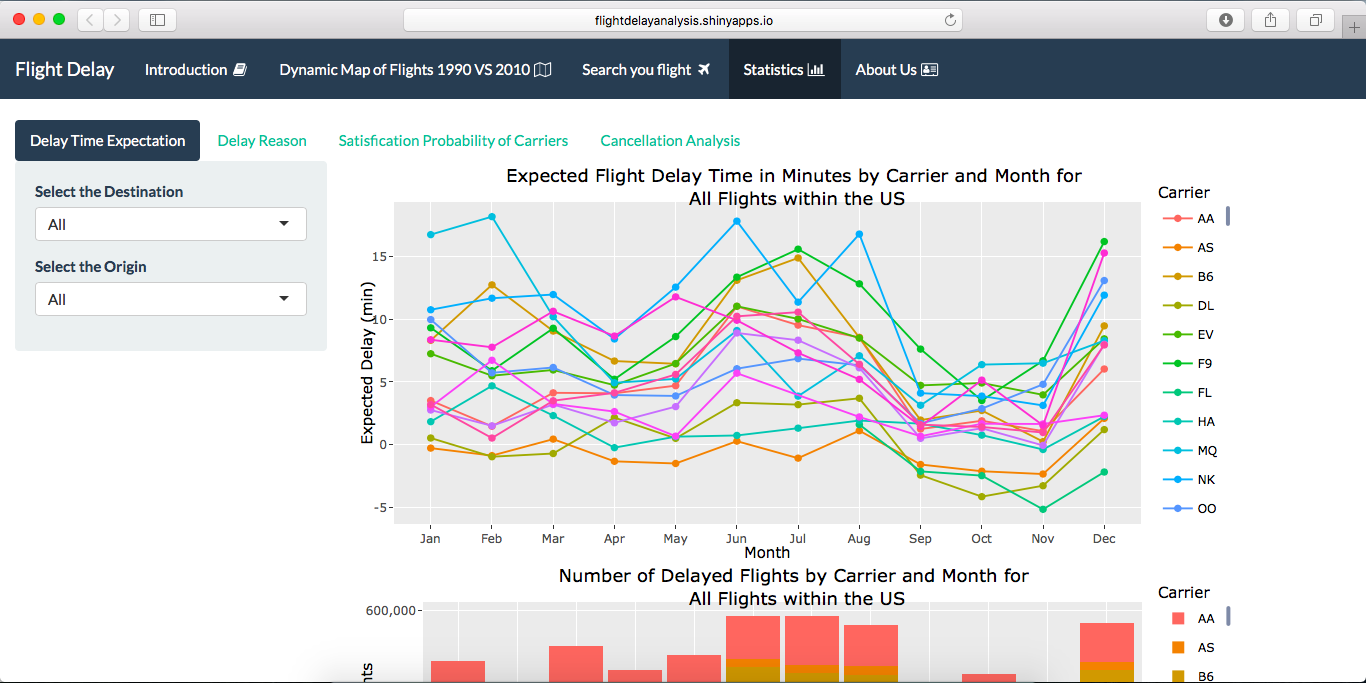 flightdelayanalysis.shinyapps.io
Flight Delay
Introduction
Dynamic Map of Flights 1990 VS 2010
Search you flight
Statistics
About Us
Delay Time Expectation
Delay Reason
Satisfication Probability of Carriers
Cancellation Analysis
Select the Destination
All
Select the Origin
All
Expected Flight Delay Time in Minutes by Carrier and Month for
All Flights within the US
Expected Delay (min)
15
10
5
0
-5
Jan Feb Mar Apr May Jun Jul Aug Sep Oct Nov Dec
Month
Carrier
AA
AS
B6
DL
EV
F9
FL
HA
MQ
NK
OO
Number of Delayed Flights by Carrier and Month for
All Flights within the US
600,000
Carrier
AA
AS
B6